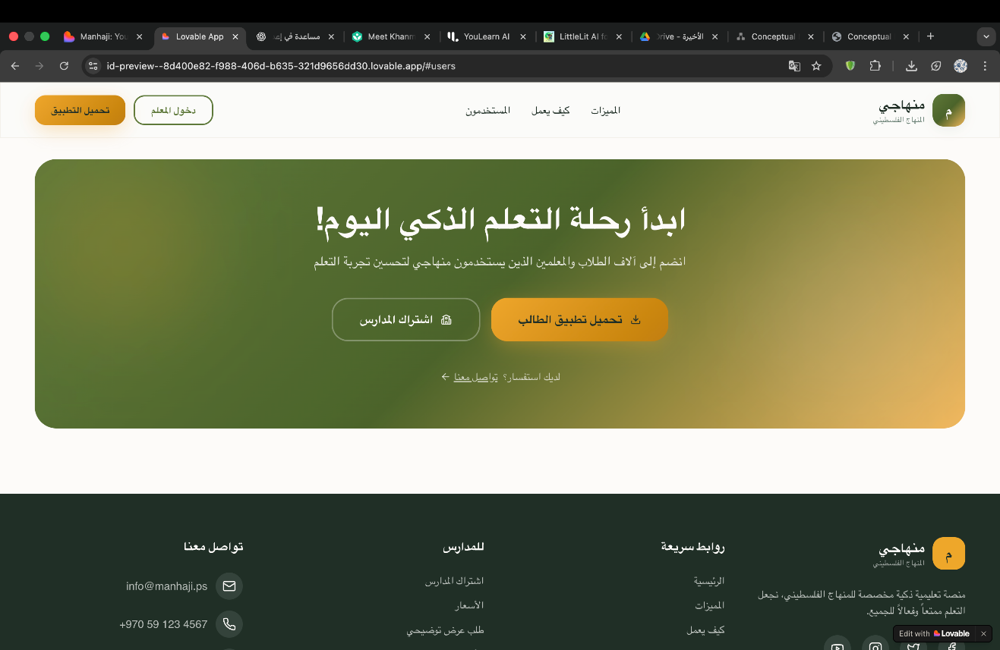 Manhaji: You
Lovable App
مساعدة في إعد
Meet Khanm
YouLearn AI
LittleLit AI fo
الأخيرة - Drive
Conceptual
Conceptual
id-preview--8d400e82-f988-406d-b635-321d9656dd30.lovable.app/#users
م
منهاجي
المنهاج الفلسطيني
المميزات
كيف يعمل
المستخدمون
دخول المعلم
تحميل التطبيق
ابدأ رحلة التعلم الذكي اليوم!
انضم إلى آلاف الطلاب والمعلمين الذين يستخدمون منهاجي لتحسين تجربة التعلم
تحميل تطبيق الطالب
اشتراك المدارس
لديك استفسار؟ تواصل معنا ←
م
منهاجي
المنهاج الفلسطيني
منصة تعليمية ذكية مخصصة للمنهاج الفلسطيني، نجعل
التعلم ممتعاً وفعالاً للجميع.
روابط سريعة
الرئيسية
المميزات
كيف يعمل
للمدارس
اشتراك المدارس
الأسعار
طلب عرض توضيحي
تواصل معنا
info@manhaji.ps
+970 59 123 4567
Edit with Lovable